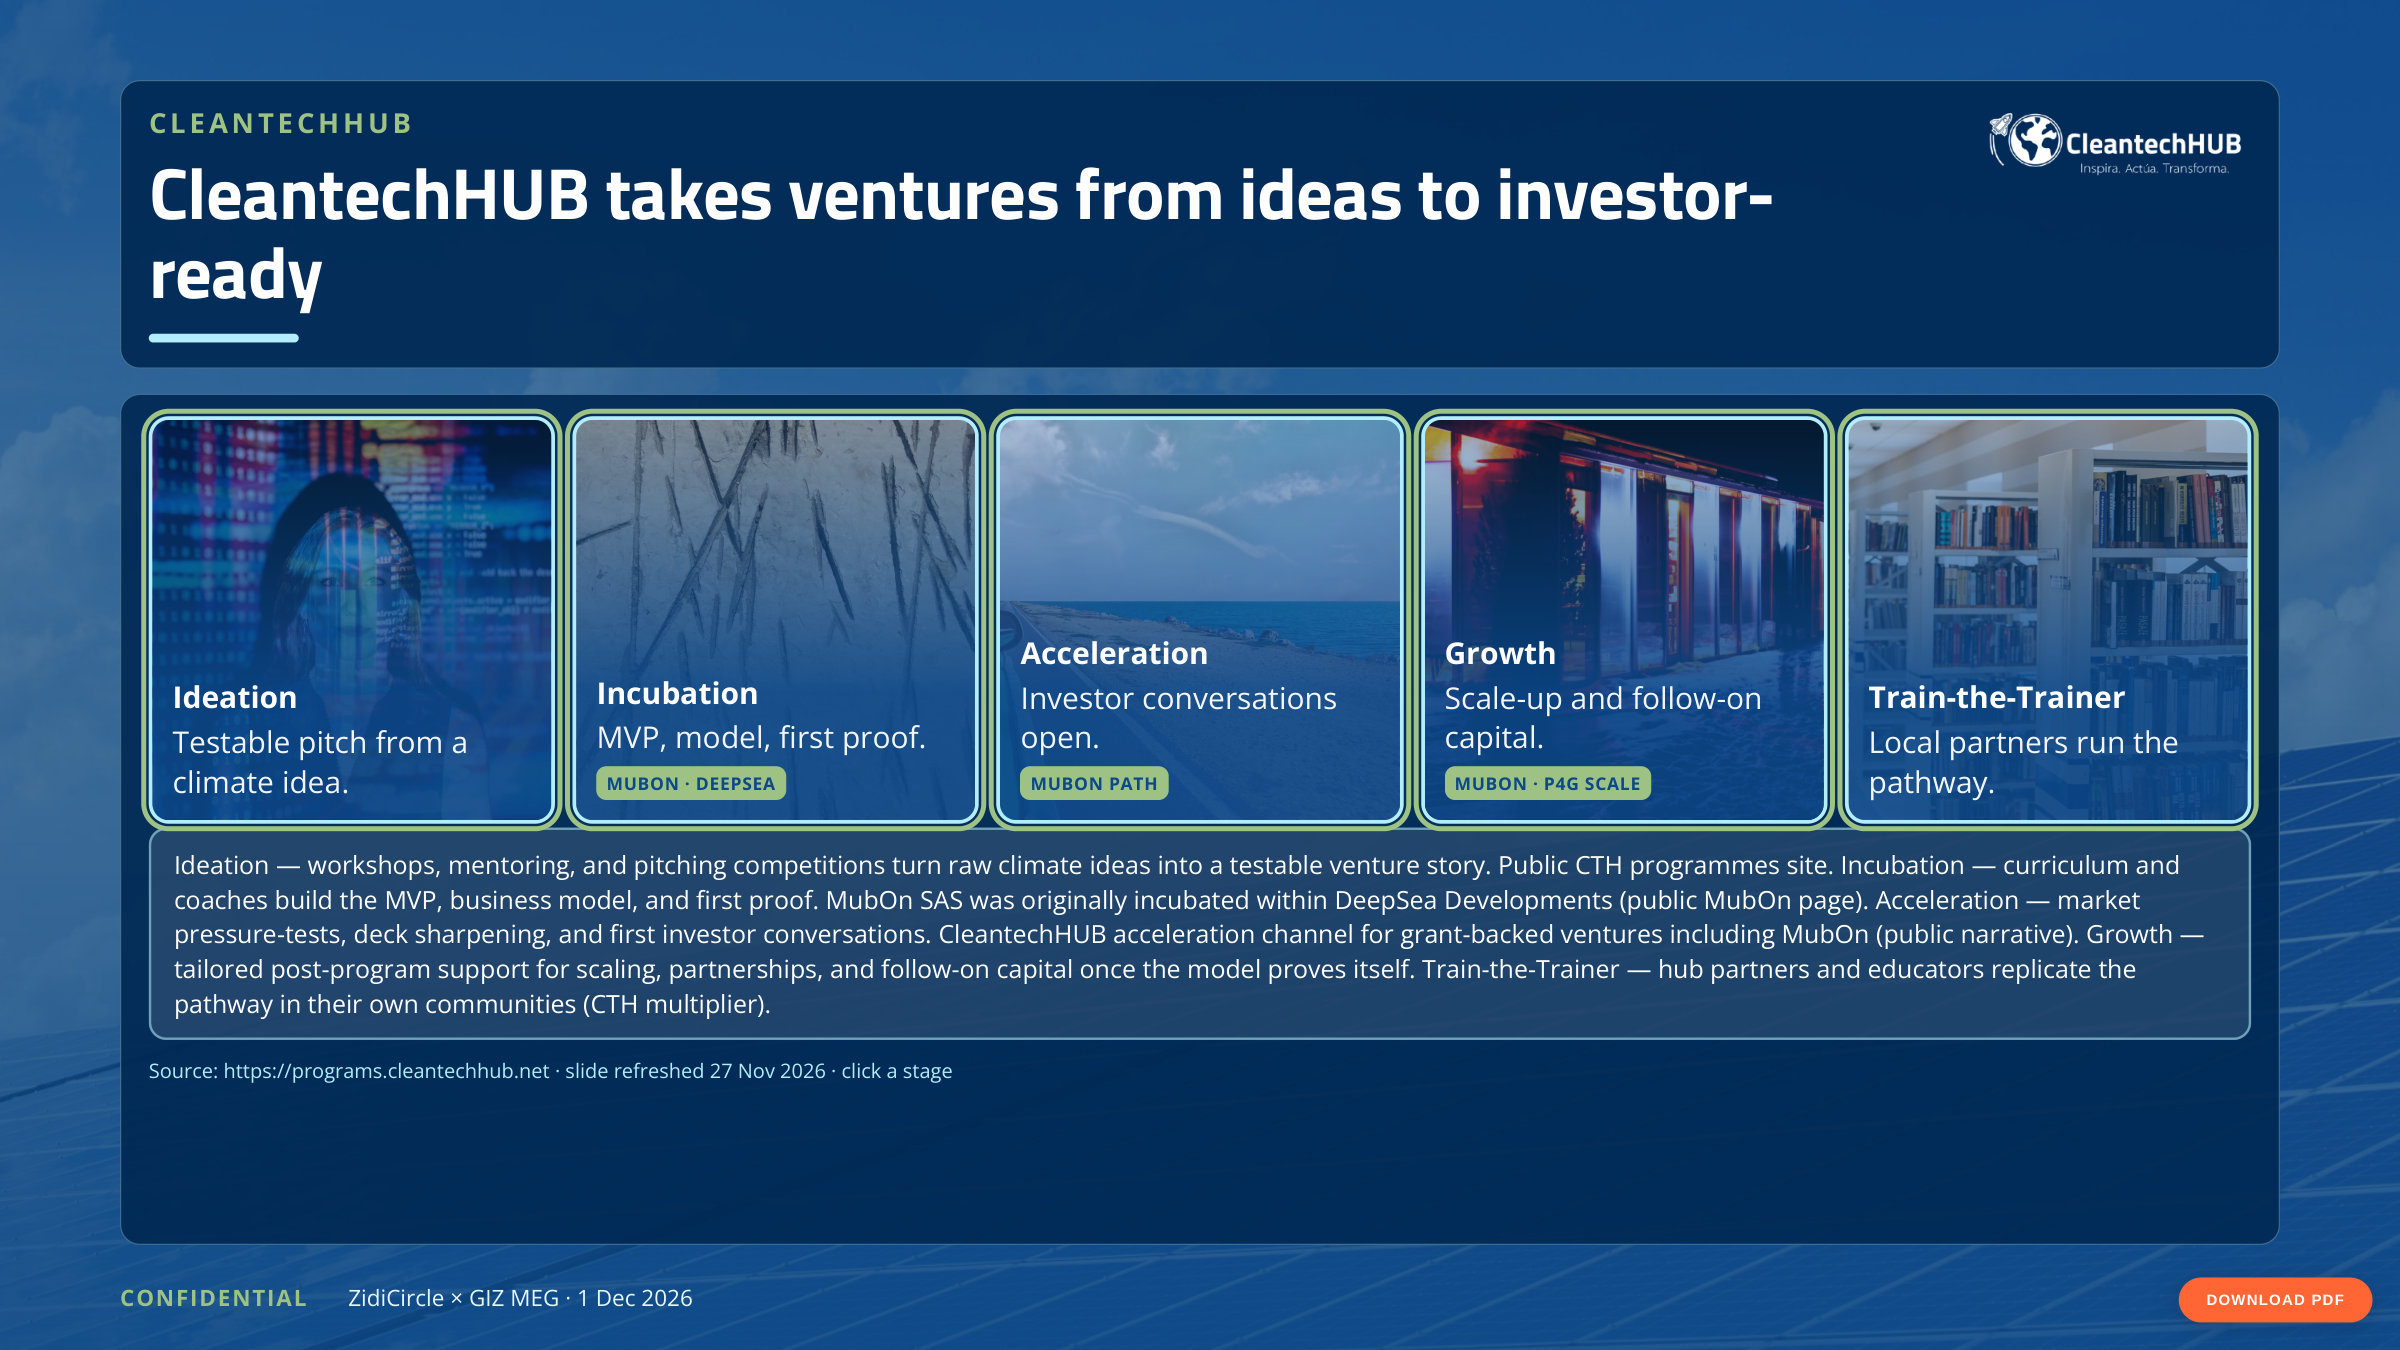 CLEANTECHHUB
CleantechHUB takes ventures from ideas to investor-
ready
CleantechHUB
Inspira. Actúa. Transforma.
Ideation
Testable pitch from a
climate idea.
Incubation
MVP, model, first proof.
MUBON · DEEPSEA
Acceleration
Investor conversations
open.
MUBON PATH
Growth
Scale-up and follow-on
capital.
MUBON · P4G SCALE
Train-the-Trainer
Local partners run the
pathway.
Ideation — workshops, mentoring, and pitching competitions turn raw climate ideas into a testable venture story. Public CTH programmes site. Incubation — curriculum and
coaches build the MVP, business model, and first proof. MubOn SAS was originally incubated within DeepSea Developments (public MubOn page). Acceleration — market
pressure-tests, deck sharpening, and first investor conversations. CleantechHUB acceleration channel for grant-backed ventures including MubOn (public narrative). Growth —
tailored post-program support for scaling, partnerships, and follow-on capital once the model proves itself. Train-the-Trainer — hub partners and educators replicate the
pathway in their own communities (CTH multiplier).
Source: https://programs.cleantechhub.net · slide refreshed 27 Nov 2026 · click a stage
CONFIDENTIAL
ZidiCircle × GIZ MEG · 1 Dec 2026
DOWNLOAD PDF